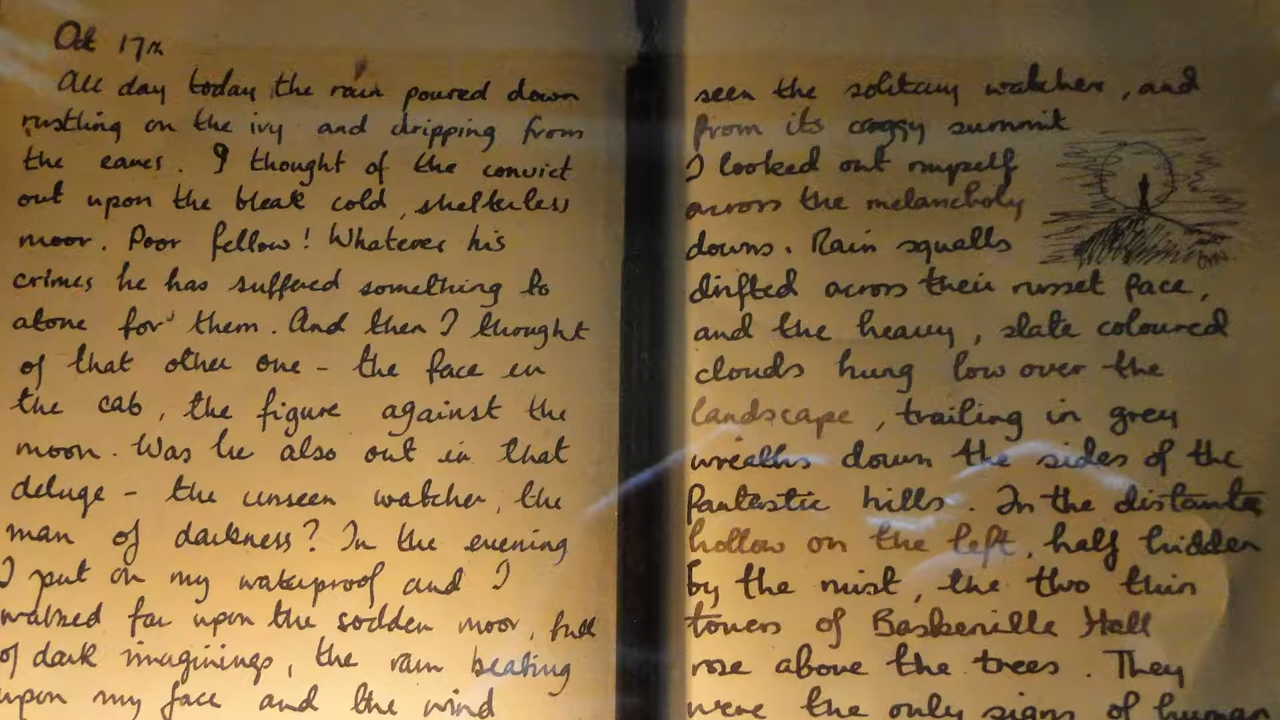 Oct 17th
All day today the rain poured down
rustling on the ivy and dripping from
the eaves. I thought of the convict
out upon the bleak cold, shelterless
moor. Poor fellow! Whatever his
crimes he has suffered something to
atone for them. And then I thought
of that other one - the face in
the cab, the figure against the
moon. Was he also out in that
deluge - the unseen watcher, the
man of darkness? In the evening
I put on my waterproof and I
walked far upon the sodden moor, full
of dark imaginings, the rain beating
upon my face and the wind
seen the solitary watcher, and
from its craggy summit
I looked out myself
across the melancholy
downs. Rain squalls
drifted across their russet face,
and the heavy, slate coloured
clouds hung low over the
landscape, trailing in grey
wreaths down the sides of the
fantastic hills. In the distant
hollow on the left, half hidden
by the mist, the two thin
towers of Baskerville Hall
rose above the trees. They
were the only signs of human